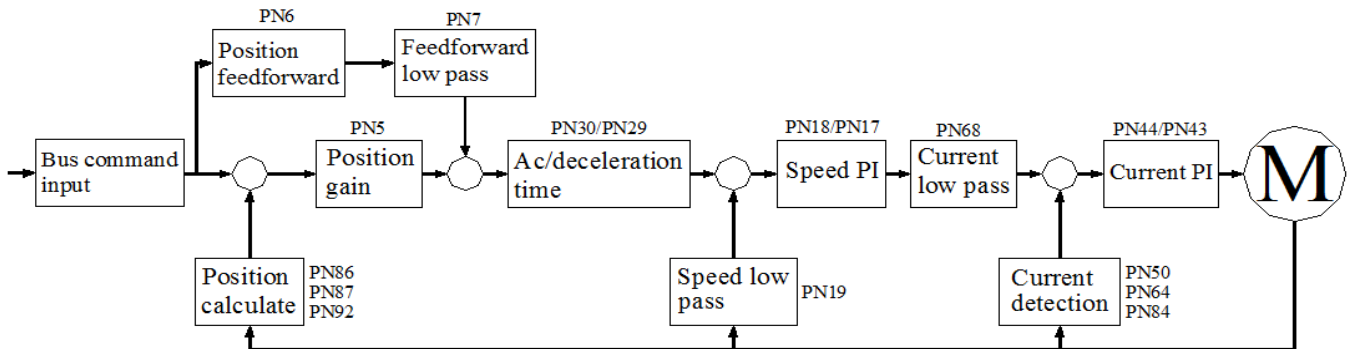 PN6
Position
feedforward
PN7
Feedforward
low pass
Bus command
input
PN5
Position
gain
PN30/PN29
Ac/deceleration
time
PN18/PN17
Speed PI
PN68
Current
low pass
PN44/PN43
Current PI
M
Position
calculate
PN86
PN87
PN92
Speed low
pass
PN19
Current
detection
PN50
PN64
PN84